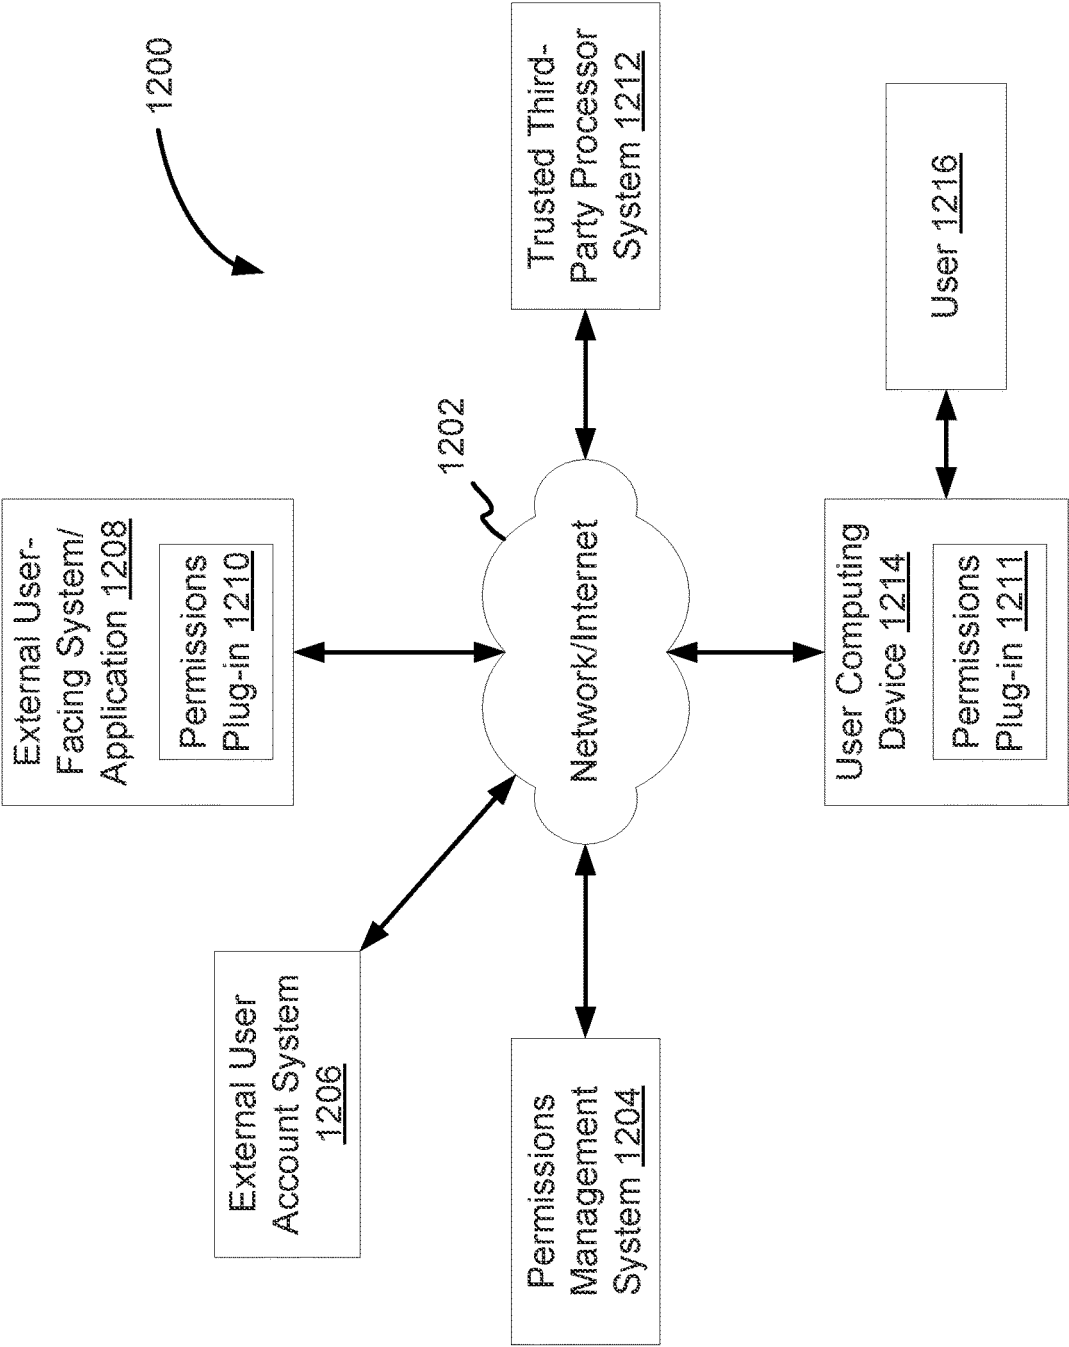 1200
External User-
Facing System/
Application 1208
Permissions
Plug-in 1210
External User
Account System
1206
1202
Network/Internet
Permissions
Management
System 1204
Trusted Third-
Party Processor
System 1212
User Computing
Device 1214
Permissions
Plug-in 1211
User 1216